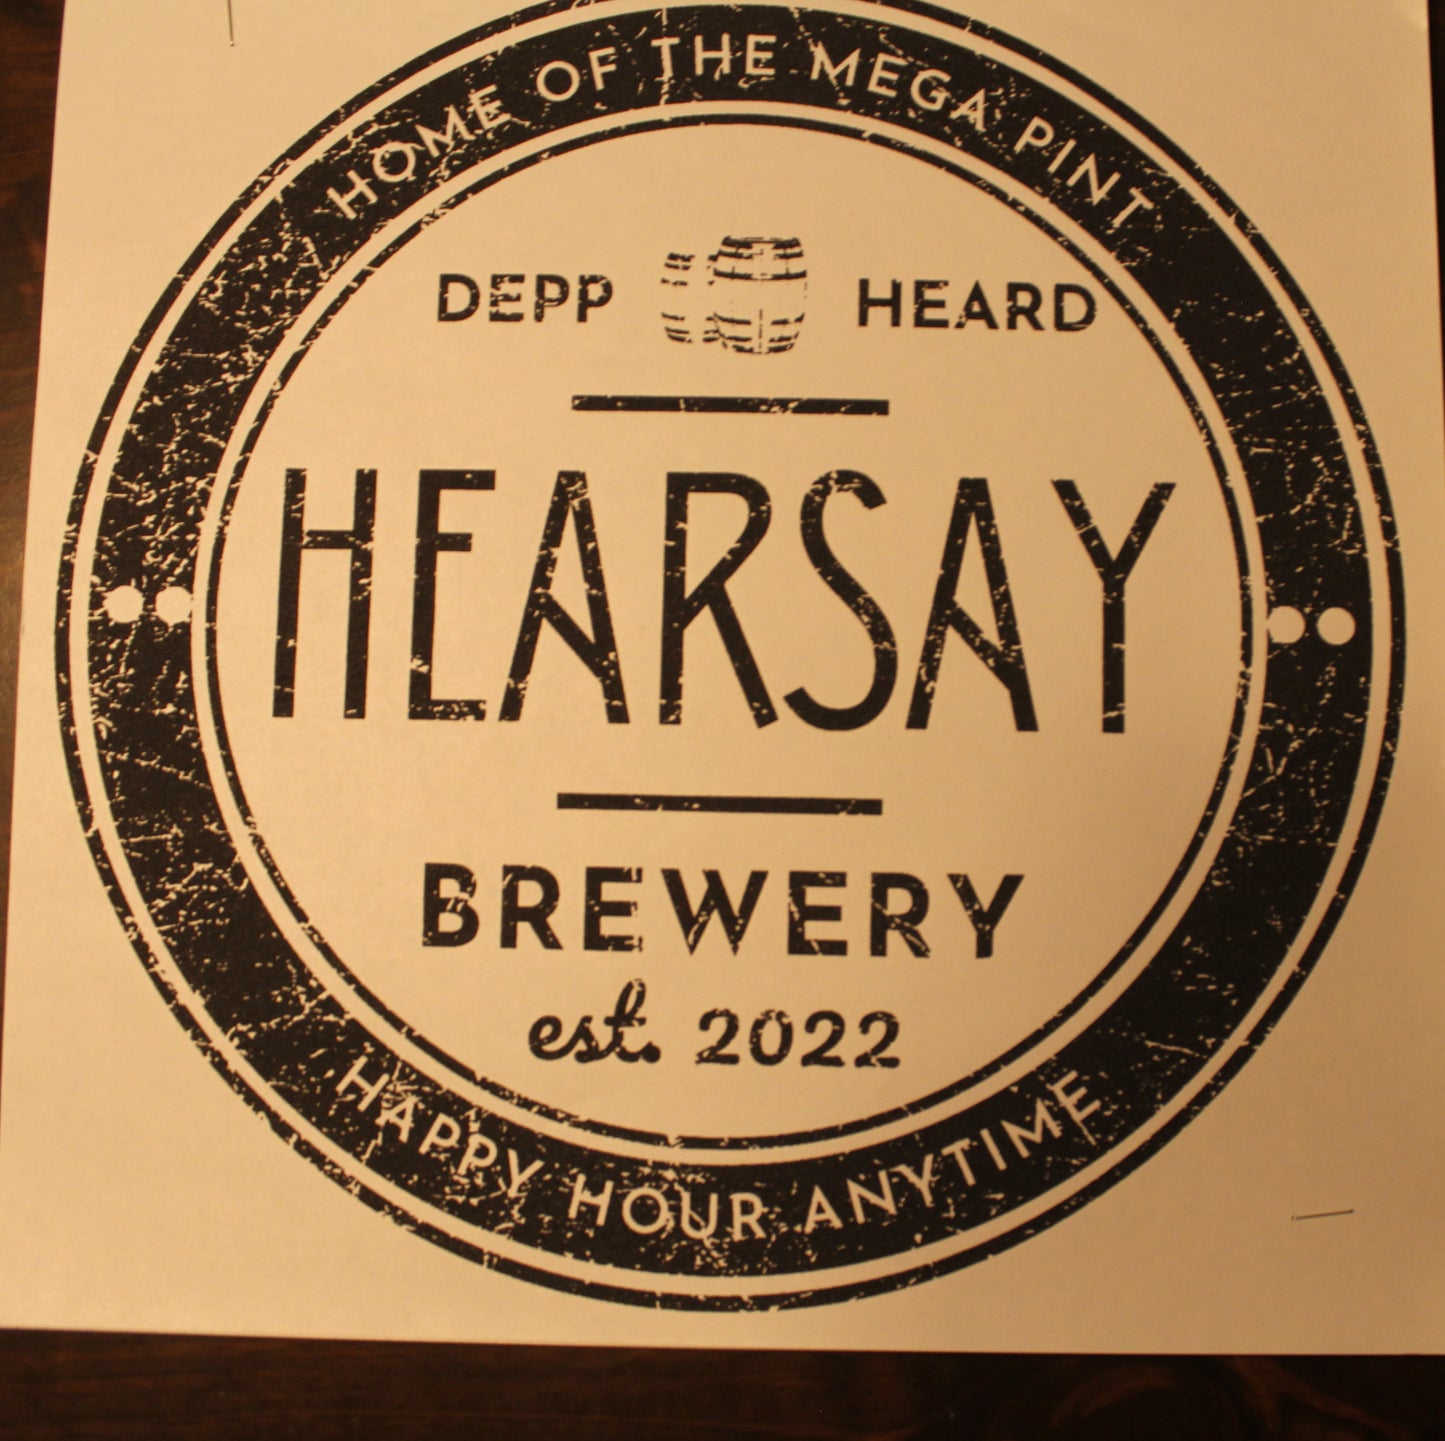 HOME OF THE MEGA PINT
DEPP HEARD
HEARSAY
BREWERY
est. 2022
HAPPY HOUR ANYTIME